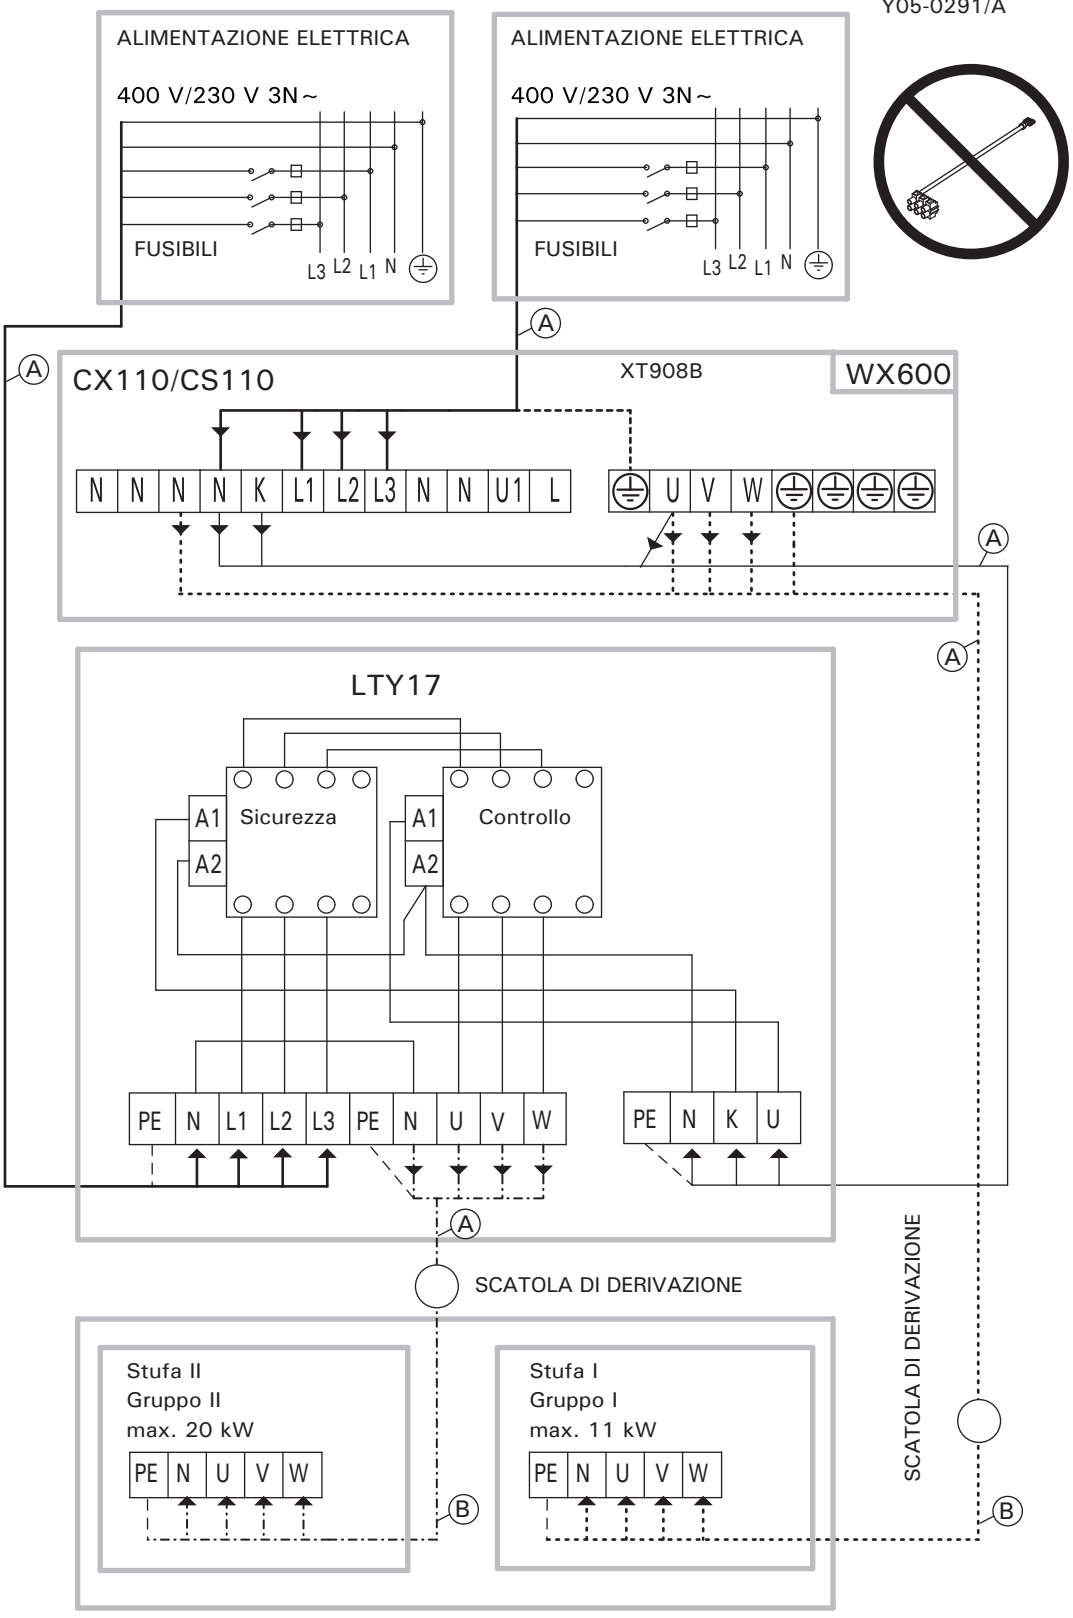 Y05-0291/A
ALIMENTAZIONE ELETTRICA
400 V/230 V 3N~
FUSIBILI
L3 L2 L1 N
ALIMENTAZIONE ELETTRICA
400 V/230 V 3N~
FUSIBILI
L3 L2 L1 N
A
A
CX110/CS110
XT908B
WX600
N N N N K L1 L2 L3 N N U1 L
U V W
A
A
LTY17
A1 Sicurezza
A2
A1 Controllo
A2
PE N L1 L2 L3 PE N U V W
PE N K U
A
SCATOLA DI DERIVAZIONE
SCATOLA DI DERIVAZIONE
Stufa II
Gruppo II
max. 20 kW
PE N U V W
B
Stufa I
Gruppo I
max. 11 kW
PE N U V W
B